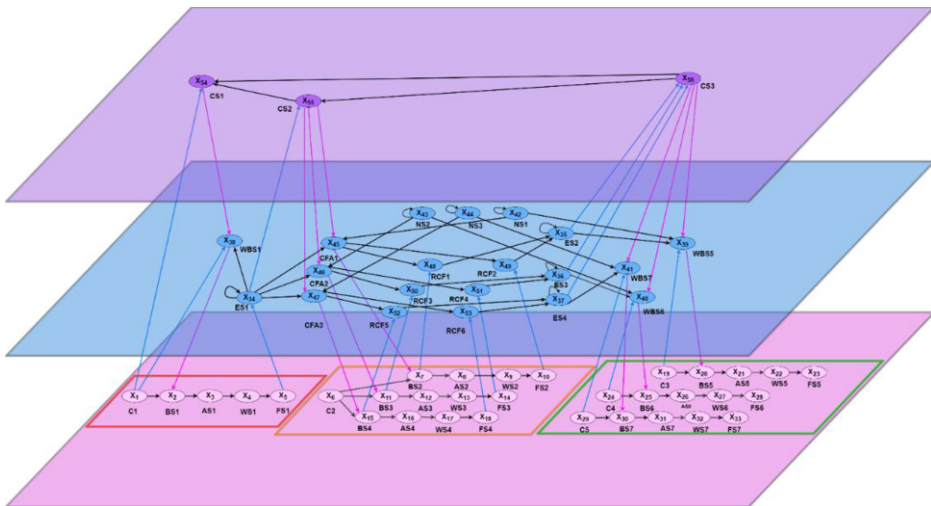 X54
X56
CS1
X55
CS2
CS3
X43
X44
X42
NS2
NS3
NS1
X38
X45
X35
X39
WBS1
CFA1
ES2
WBS5
X48
X49
X41
X46
RCF1
RCF2
X36
WBS7
CFA2
X50
X51
ES3
X34
X47
X37
X40
ES1
RCF3
RCF4
X52
X53
WBS6
CFA3
RCF5
RCF6
ES4
X7 X8 X9 X10
X19 X20 X21 X22 X23
BS2 AS2 WS2 FS2
C3 BS5 AS5 WS5 FS5
X1 X2 X3 X4 X5
X6 X11 X12 X13 X14
X24 X25 X26 X27 X28
C1 BS1 AS1 WS1 FS1
C2 BS3 AS3 WS3 FS3
C4 BS6 AS6 WS6 FS6
X15 X16 X17 X18
X29 X30 X31 X32 X33
BS4 AS4 WS4 FS4
C5 BS7 AS7 WS7 FS7